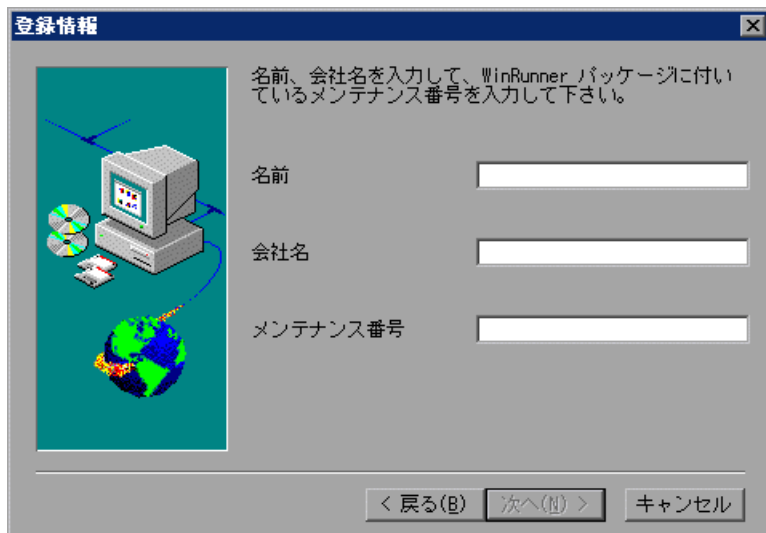 登録情報
名前、会社名を入力して、WinRunner パッケージに付い
ているメンテナンス番号を入力して下さい。
名前
会社名
メンテナンス番号
< 戻る(B) 次へ(N) > キャンセル